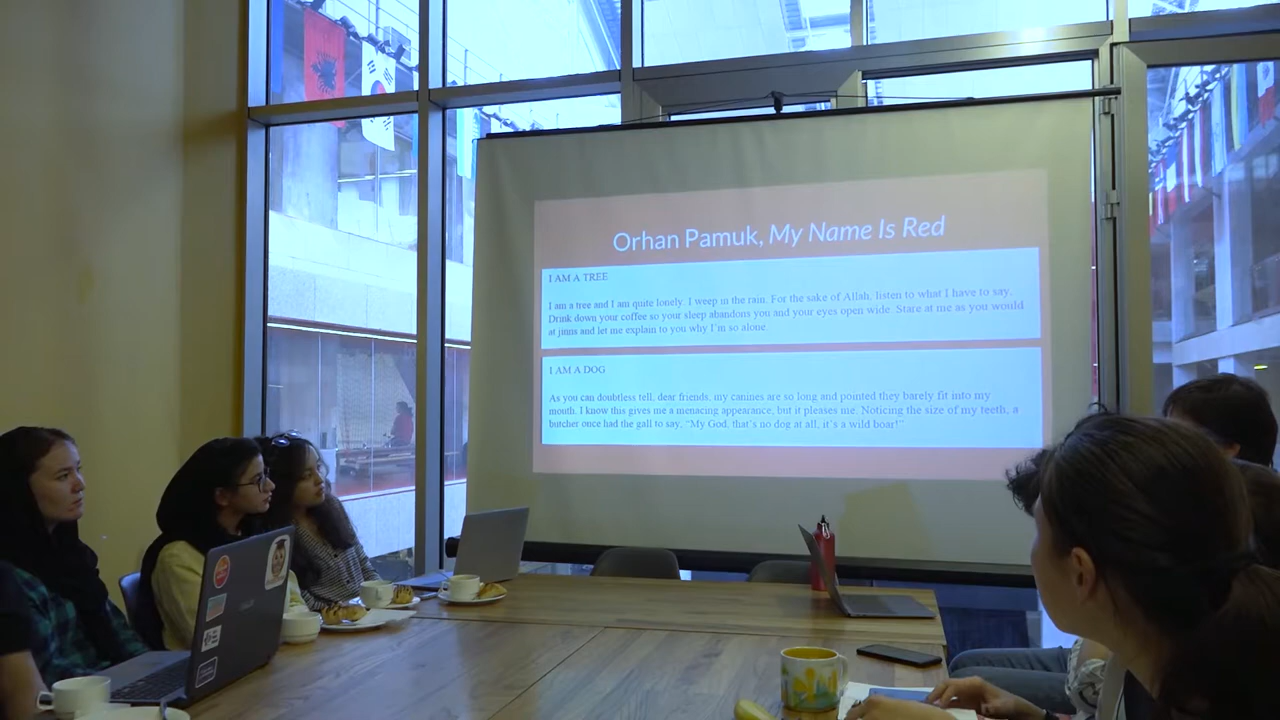 Orhan Pamuk, My Name Is Red
I AM A TREE
I am a tree and I am quite lonely. I weep in the rain. For the sake of Allah, listen to what I have to say.
Drink down your coffee so your sleep abandons you and your eyes open wide. Stare at me as you would
at jinns and let me explain to you why I'm so alone.
I AM A DOG
As you can doubtless tell, dear friends, my canines are so long and pointed they barely fit into my
mouth. I know this gives me a menacing appearance, but it pleases me. Noticing the size of my teeth, a
butcher once had the gall to say, “My God, that's no dog at all, it's a wild boar!”